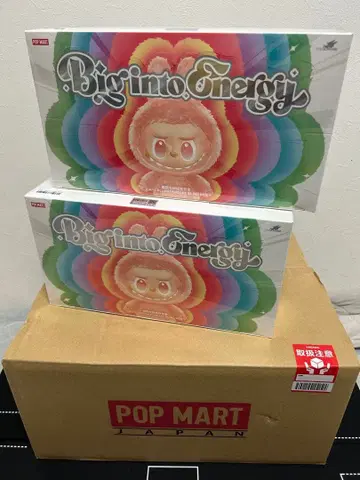 POP MART
Big into Energy
POP MART
Big into Energy
取扱注意
POP MART
JAPAN